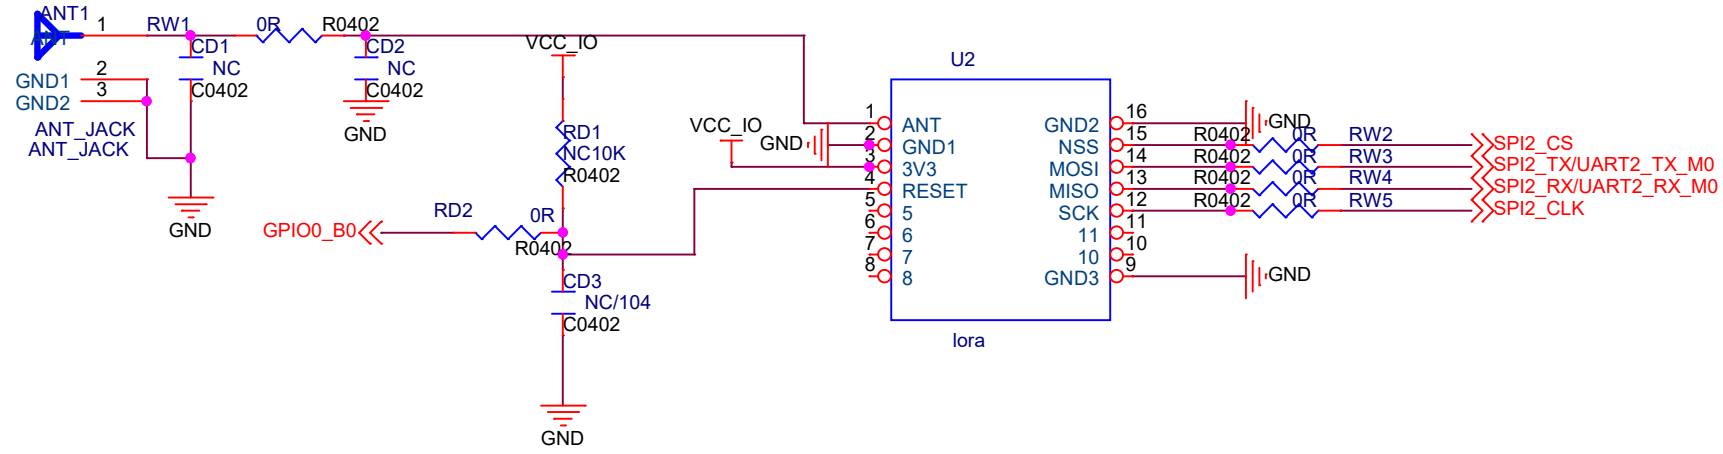 ANT1
ANT
1
RW1
0R
R0402
CD1
NC
C0402
CD2
NC
C0402
GND
GND1
2
GND2
3
ANT_JACK
ANT_JACK
GND
VCC_IO
RD1
NC10K
R0402
GPIO0_B0
RD2
0R
R0402
CD3
NC/104
C0402
GND
VCC_IO
GND
U2
1
ANT
2
GND1
3
3V3
4
RESET
5
5
6
6
7
7
8
8
GND2
16
GND
NSS
15
R0402
0R
RW2
SPI2_CS
MOSI
14
R0402
0R
RW3
SPI2_TX/UART2_TX_M0
MISO
13
R0402
0R
RW4
SPI2_RX/UART2_RX_M0
SCK
12
R0402
0R
RW5
SPI2_CLK
11
11
10
10
GND3
9
GND
lora